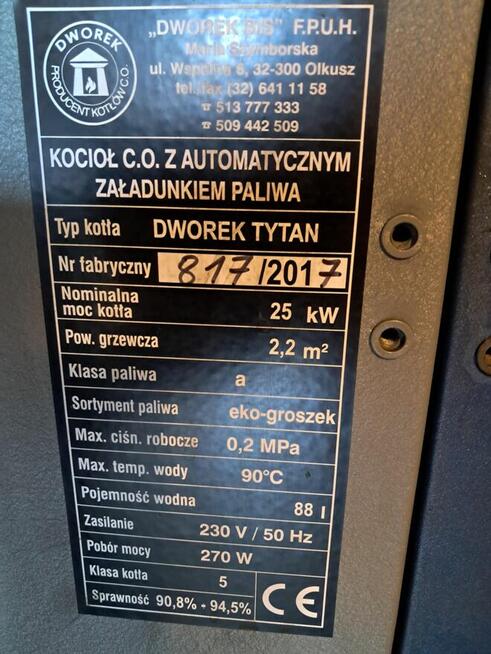 DWOREK
PRODUCENT KOTŁÓW C.O.
„DWOREK BIS" F.P.U.H.
Maria Szymborska
ul. Wspólna 5, 32-300 Olkusz
tel./fax (32) 641 11 58
☎ 513 777 333
☎ 509 442 509
KOCIOŁ C.O. Z AUTOMATYCZNYM
ZAŁADUNKIEM PALIWA
Typ kotła DWOREK TYTAN
Nr fabryczny 817/2017
Nominalna
moc kotła 25 kW
Pow. grzewcza 2,2 m²
Klasa paliwa a
Sortyment paliwa eko-groszek
Max. ciśn. robocze 0,2 MPa
Max. temp. wody 90°C
Pojemność wodna 88 l
Zasilanie 230 V / 50 Hz
Pobór mocy 270 W
Klasa kotła 5
Sprawność 90,8% - 94,5%
CE